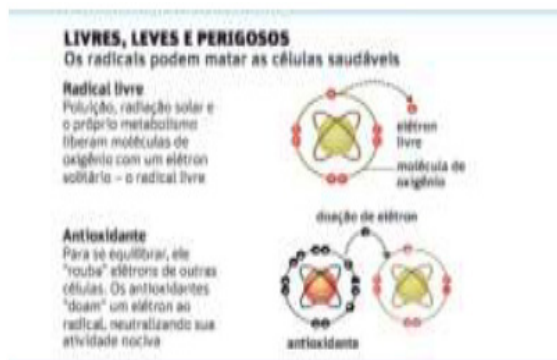 LIVRES, LEVES E PERIGOSOS
Os radicais podem matar as células saudáveis
Radical livre
Poluição, radiação solar e
o próprio metabolismo
liberam moléculas de
oxigênio com um elétron
solitário – o radical livre
elétron
livre
molécula de
oxigênio
doação de elétron
Antioxidante
Para se equilibrar, ele
"rouba" elétrons de outras
células. Os antioxidantes
"doam" um elétron ao
radical, neutralizando sua
atividade nociva
antioxidante